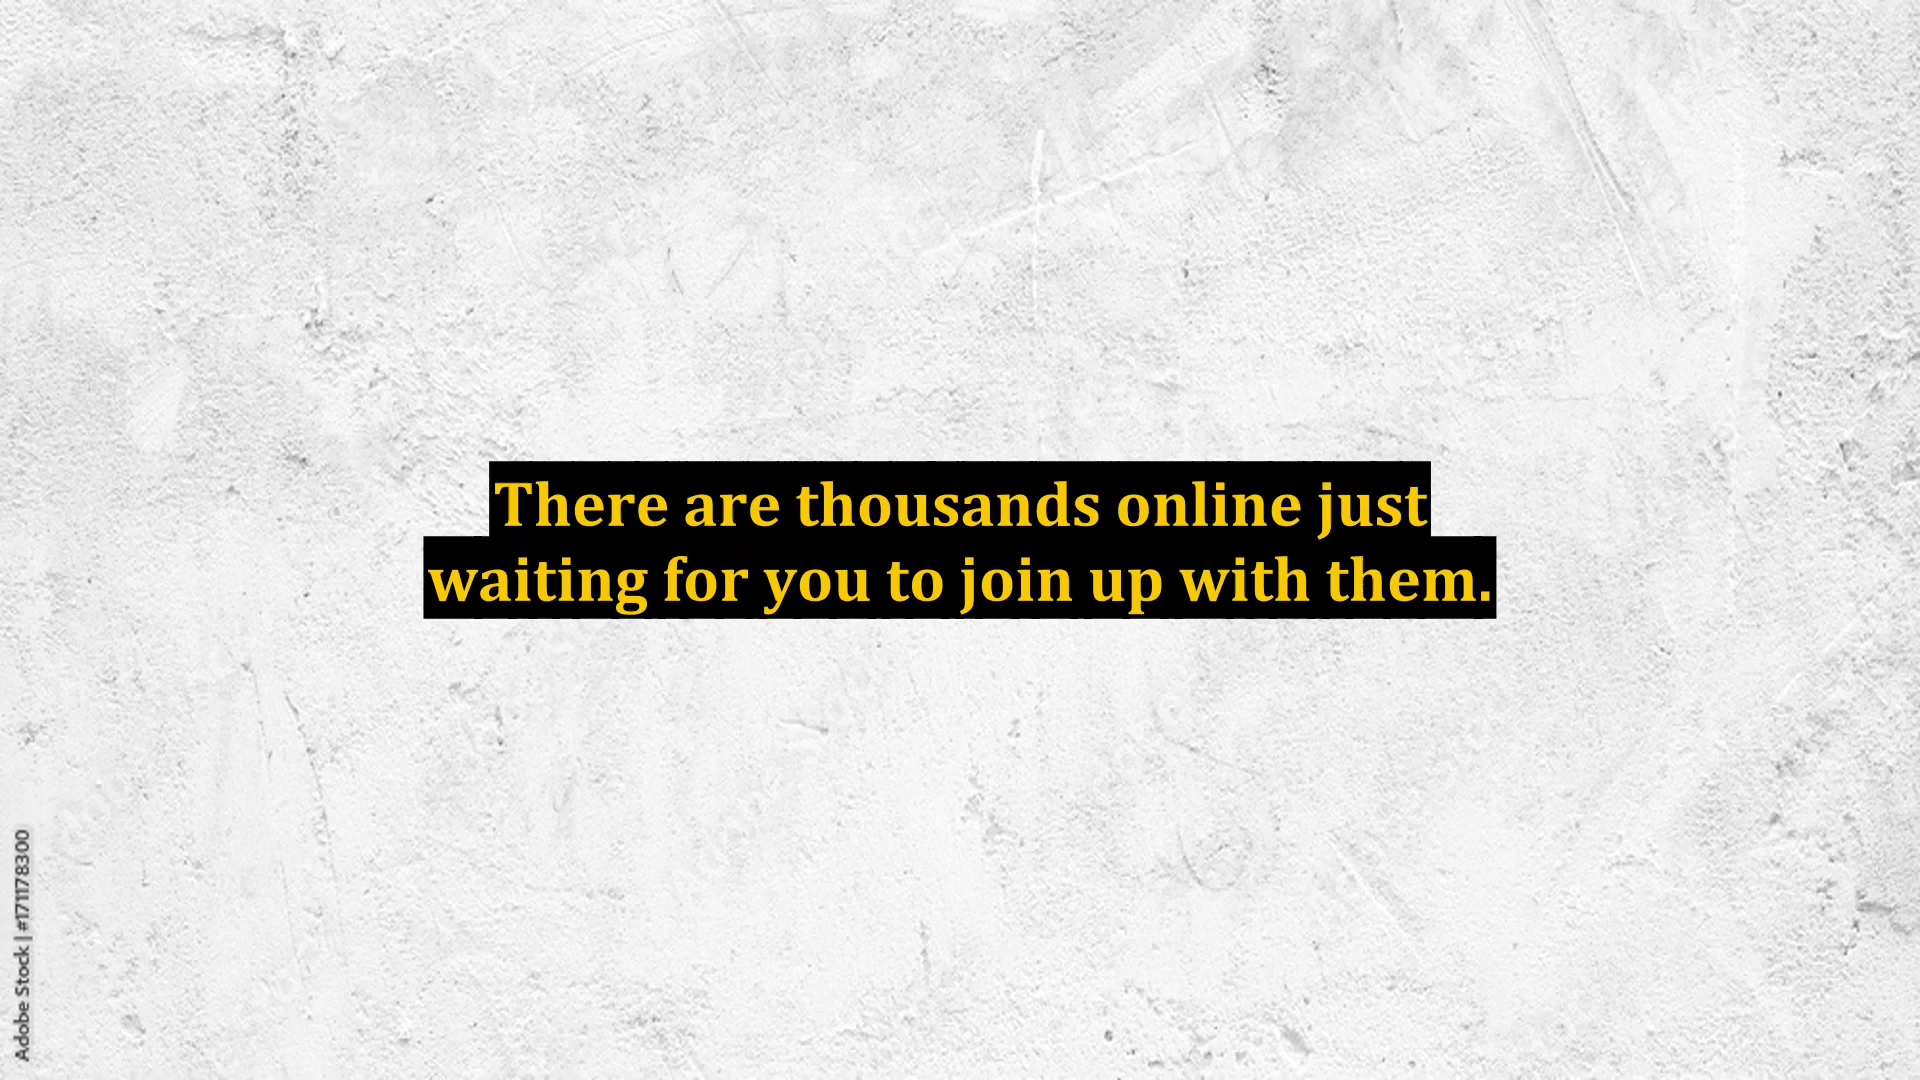 There are thousands online just
waiting for you to join up with them.
Adobe Stock | #171178300